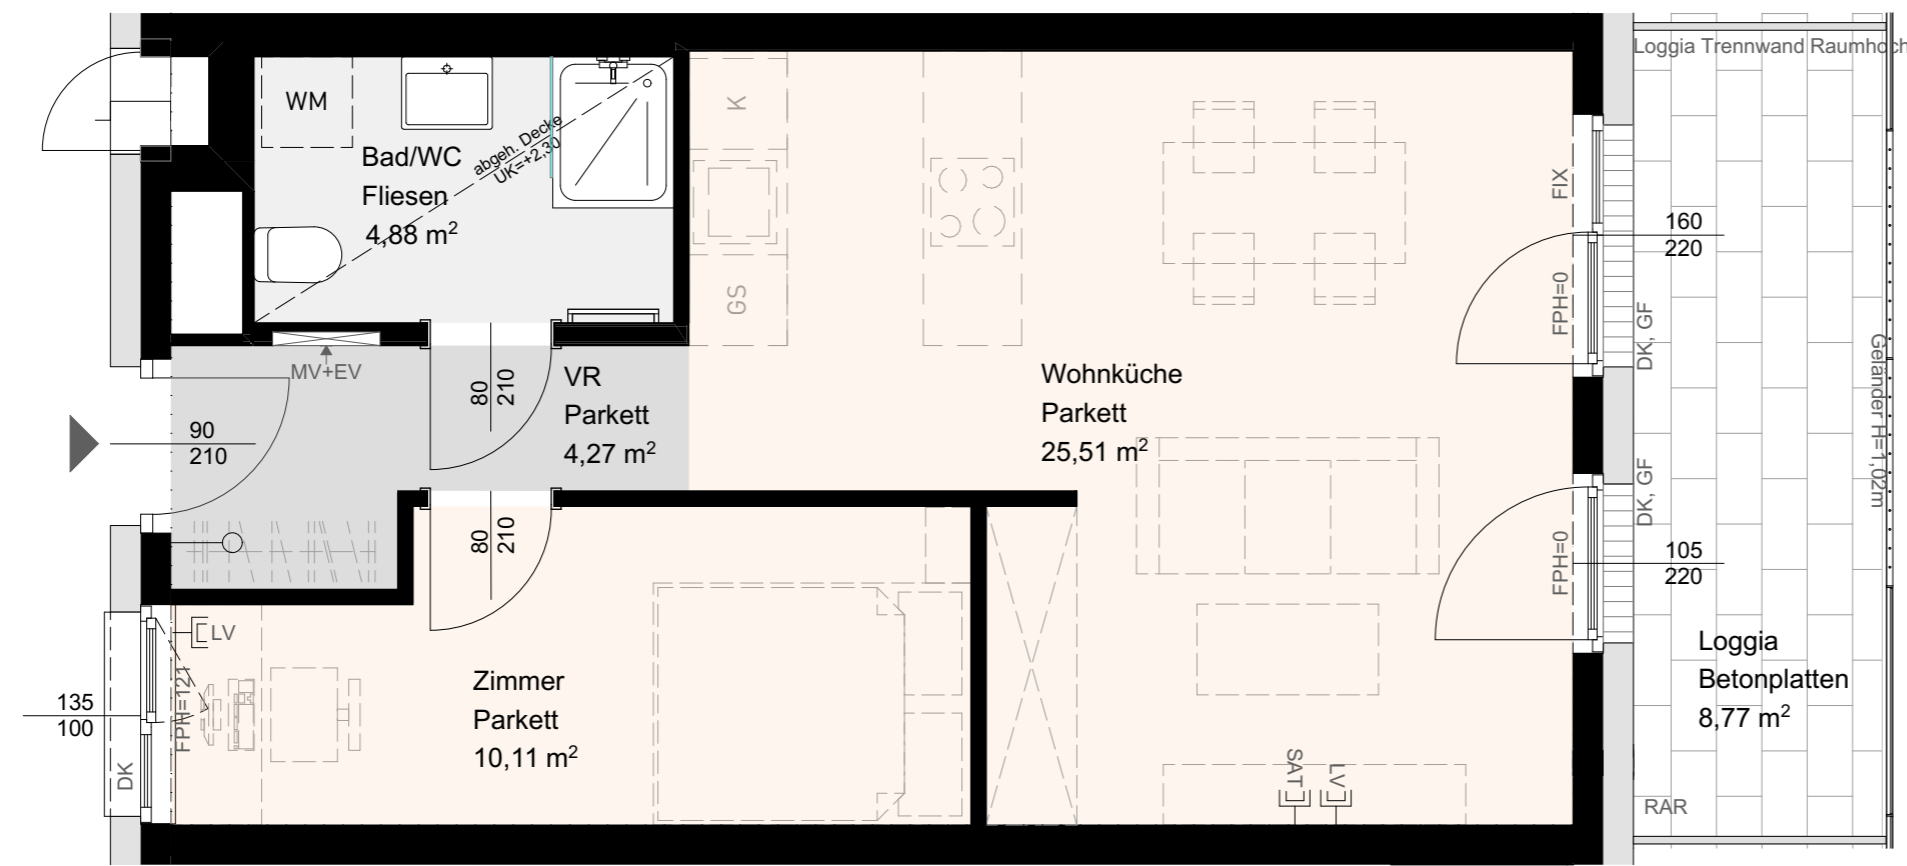 Loggia Trennwand Raumhoch
WM
K
abgeh. Decke
UK=+2,30
Bad/WC
Fliesen
4,88 m²
GS
FIX
160
220
FPH=0
DK, GF
Geländer H=1,02m
MV+EV
80
210
VR
Parkett
4,27 m²
Wohnküche
Parkett
25,51 m²
90
210
80
210
DK, GF
FPH=0
105
220
LV
FPH=121
135
100
DK
Zimmer
Parkett
10,11 m²
Loggia
Betonplatten
8,77 m²
SAT
LV
RAR